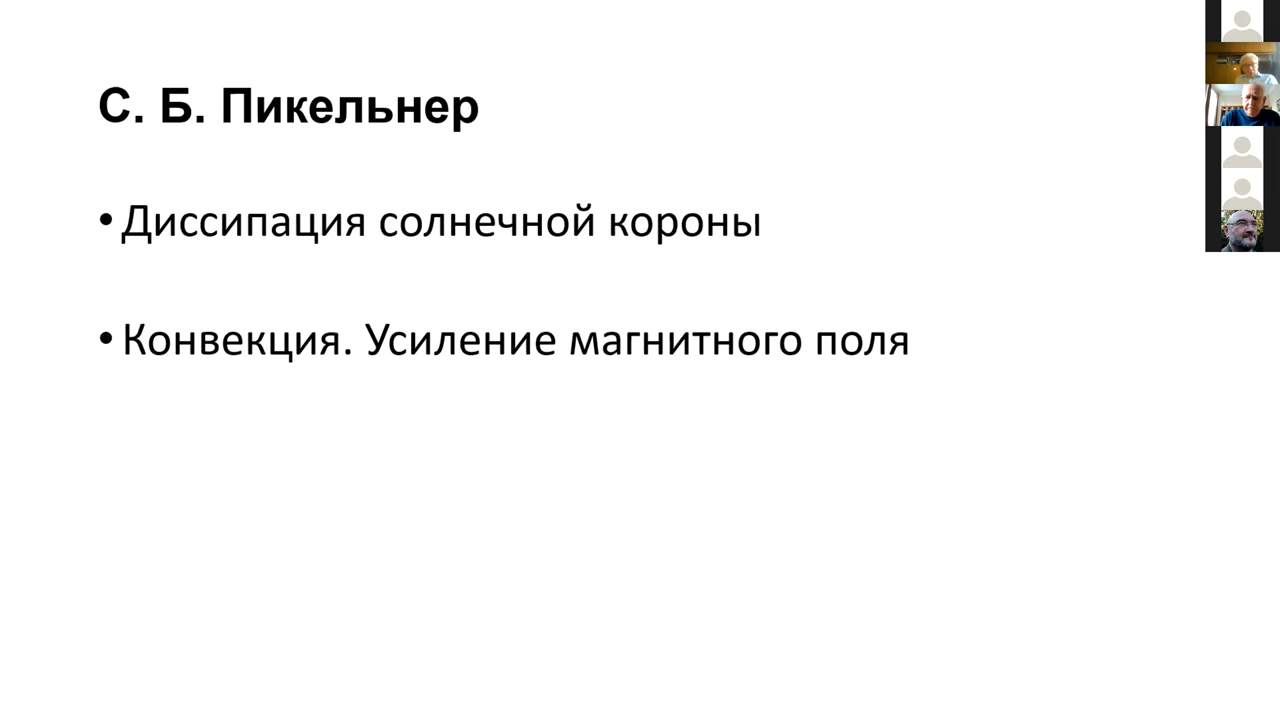 С. Б. Пикельнер
• Диссипация солнечной короны
• Конвекция. Усиление магнитного поля